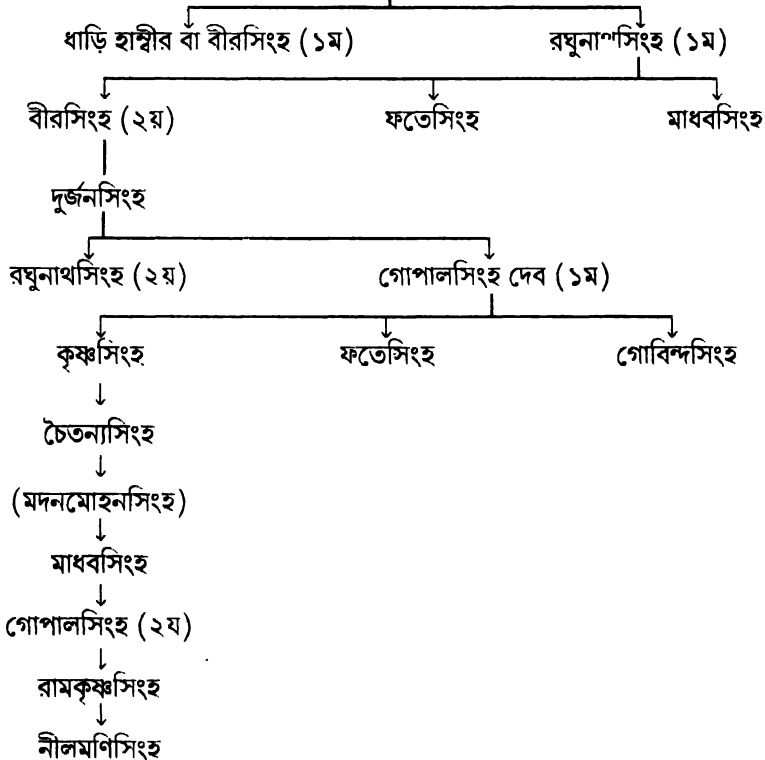 ধাড়ি হাম্বীর বা বীরসিংহ (১ম) রঘুনাথসিংহ (১ম)
বীরসিংহ (২য়) ফতেসিংহ মাধবসিংহ
দুর্জনসিংহ
রঘুনাথসিংহ (২য়) গোপালসিংহ দেব (১ম)
কৃষ্ণসিংহ ফতেসিংহ গোবিন্দসিংহ
চৈতন্যসিংহ
(মদনমোহনসিংহ)
মাধবসিংহ
গোপালসিংহ (২য)
রামকৃষ্ণসিংহ
নীলমণিসিংহ